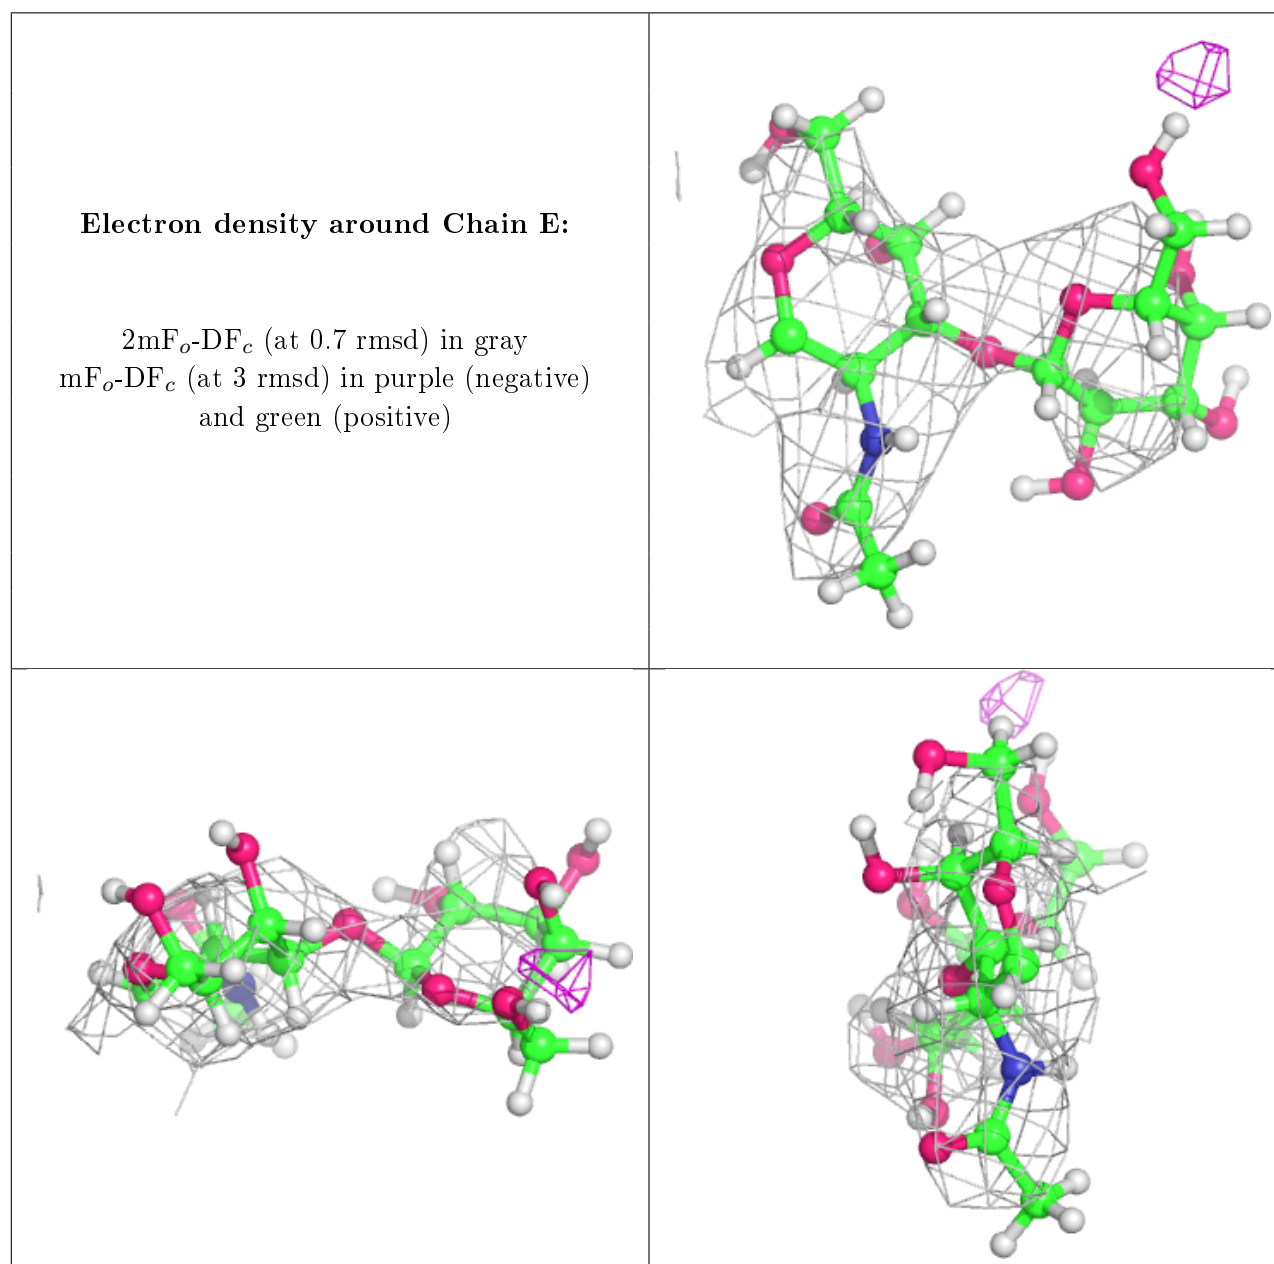 Electron density around Chain E:
2mFₒ-DF𝒸 (at 0.7 rmsd) in gray
mFₒ-DF𝒸 (at 3 rmsd) in purple (negative)
and green (positive)